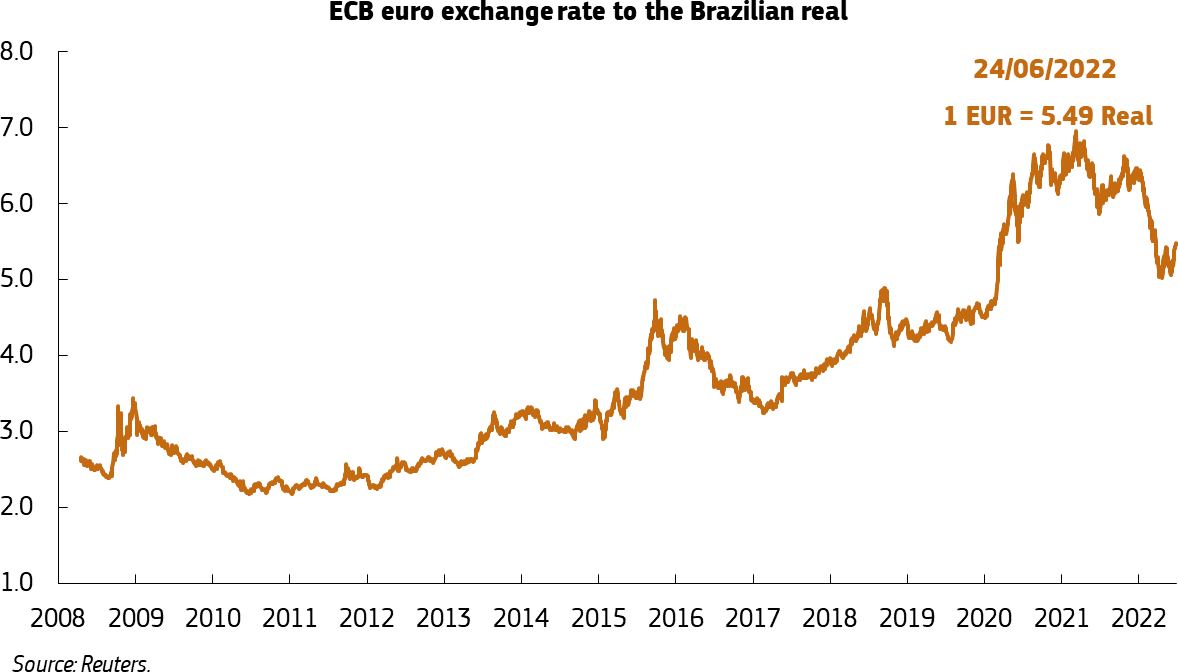 ECB euro exchange rate to the Brazilian real
8.0
24/06/2022
1 EUR = 5.49 Real
7.0
6.0
5.0
4.0
3.0
2.0
1.0
2008 2009 2010 2011 2012 2013 2014 2015 2016 2017 2018 2019 2020 2021 2022
Source: Reuters.